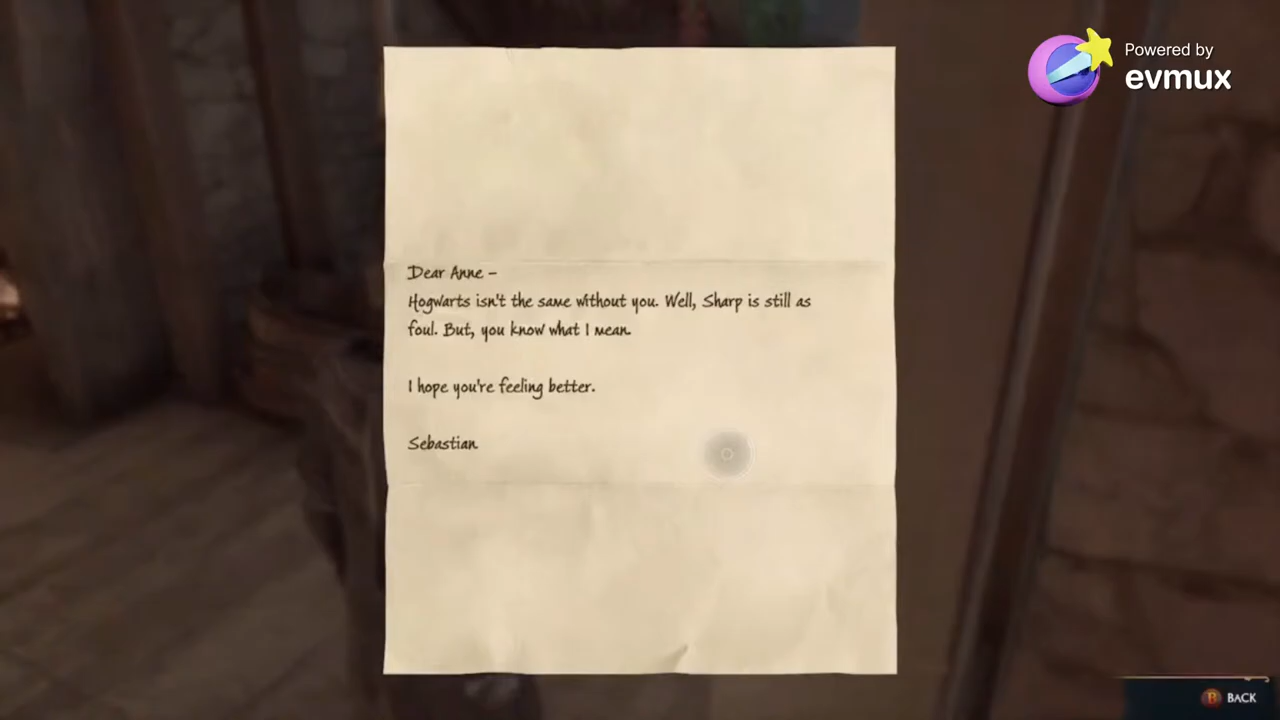 Powered by
evmux
Dear Anne –
Hogwarts isn't the same without you. Well, Sharp is still as
foul. But, you know what I mean.
I hope you're feeling better.
Sebastian
B BACK